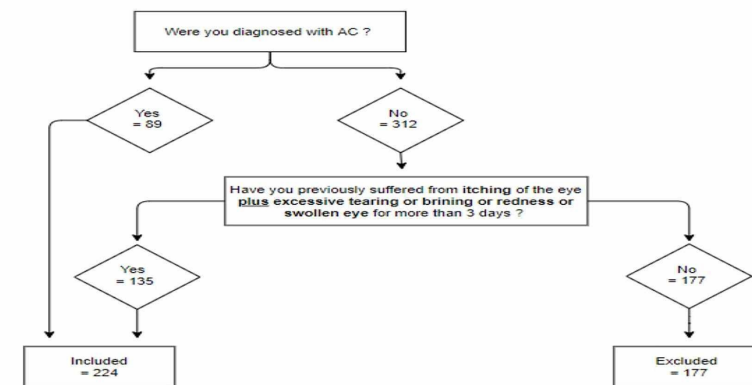 Were you diagnosed with AC ?
Yes
= 89
No
= 312
Have you previously suffered from itching of the eye
plus excessive tearing or brining or redness or
swollen eye for more than 3 days ?
Yes
= 135
No
= 177
Included
= 224
Excluded
= 177